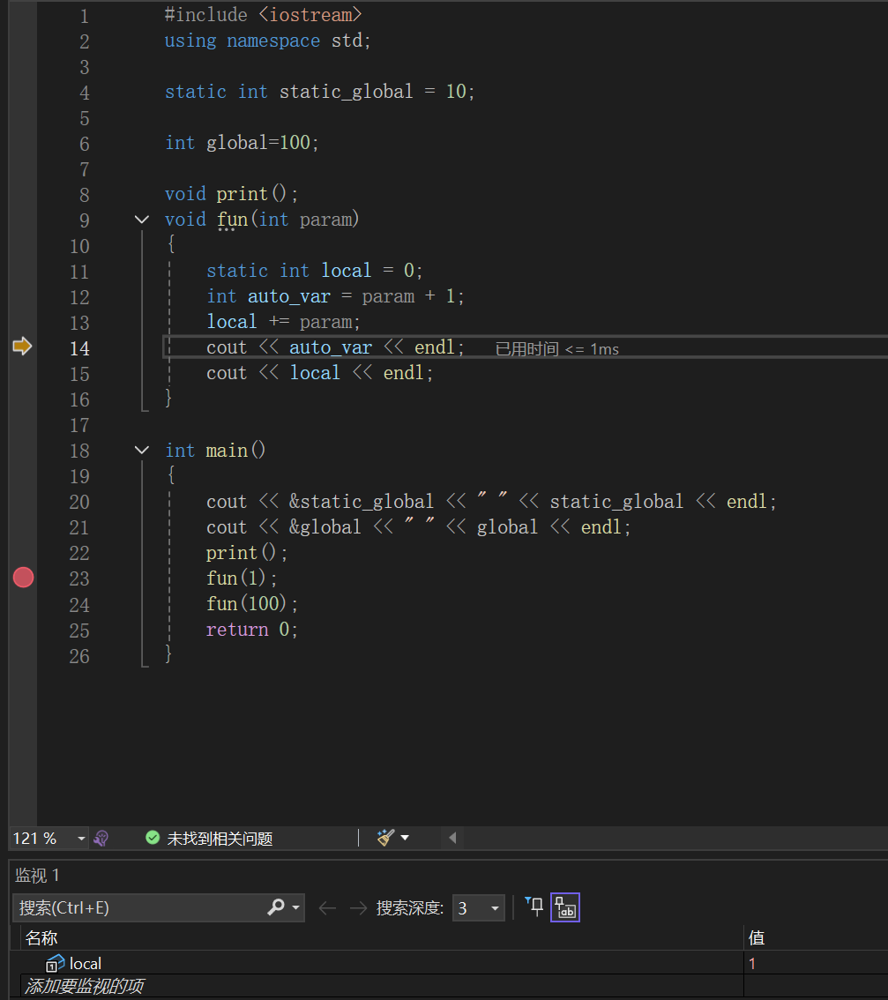 1 #include <iostream>
2 using namespace std;
3
4 static int static_global = 10;
5
6 int global=100;
7
8 void print();
9 void fun(int param)
10 {
11 static int local = 0;
12 int auto_var = param + 1;
13 local += param;
14 cout << auto_var << endl; 已用时间 <= 1ms
15 cout << local << endl;
16 }
17
18 int main()
19 {
20 cout << &static_global << " " << static_global << endl;
21 cout << &global << " " << global << endl;
22 print();
23 fun(1);
24 fun(100);
25 return 0;
26 }
121 % 未找到相关问题
监视 1
搜索(Ctrl+E) 搜索深度: 3
名称 值
local 1
添加要监视的项